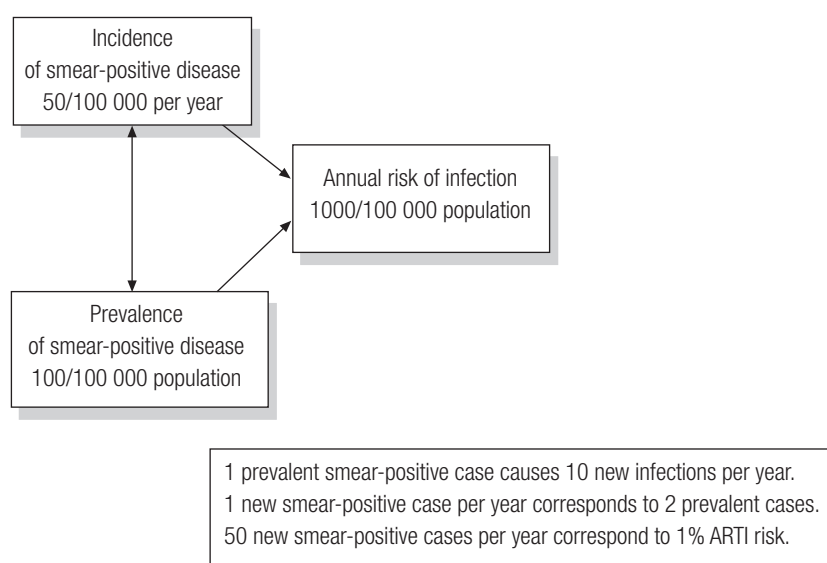 Incidence
of smear-positive disease
50/100 000 per year
Annual risk of infection
1000/100 000 population
Prevalence
of smear-positive disease
100/100 000 population
1 prevalent smear-positive case causes 10 new infections per year.
1 new smear-positive case per year corresponds to 2 prevalent cases.
50 new smear-positive cases per year correspond to 1% ARTI risk.